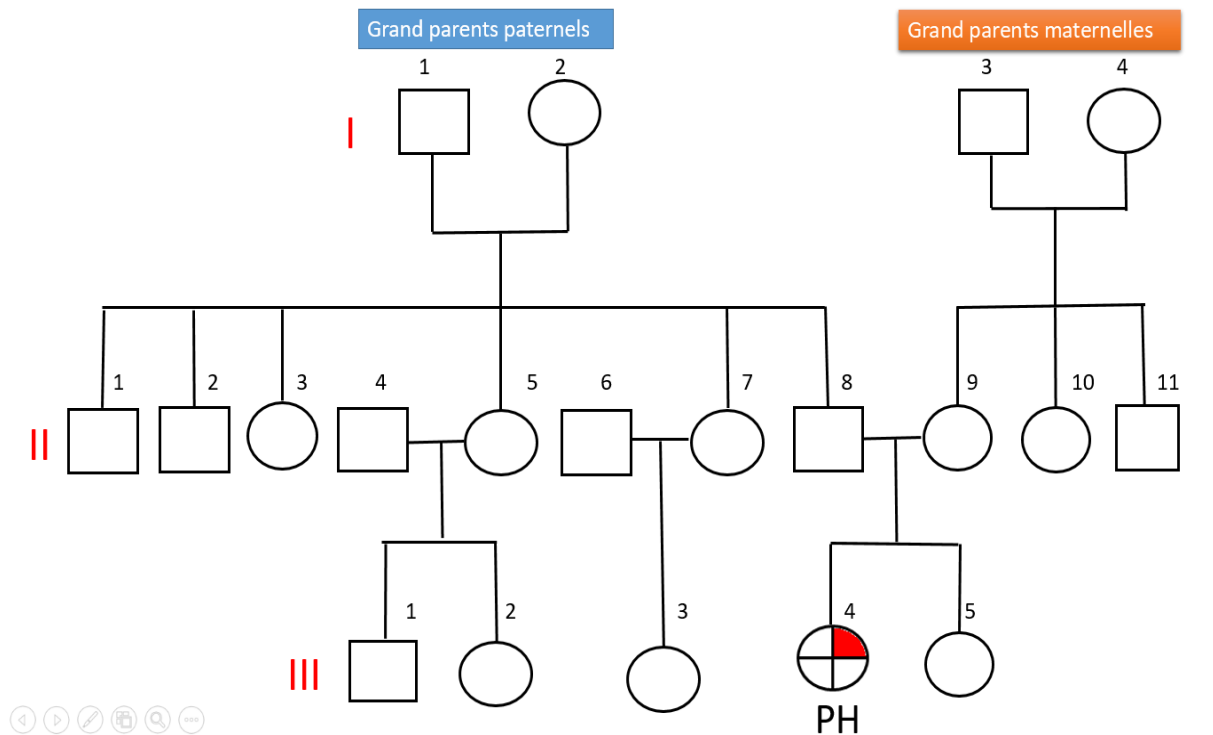 Grand parents paternels
Grand parents maternelles
1 2 3 4
I
1 2 3 4 5 6 7 8 9 10 11
II
1 2 3 4 5
III
PH